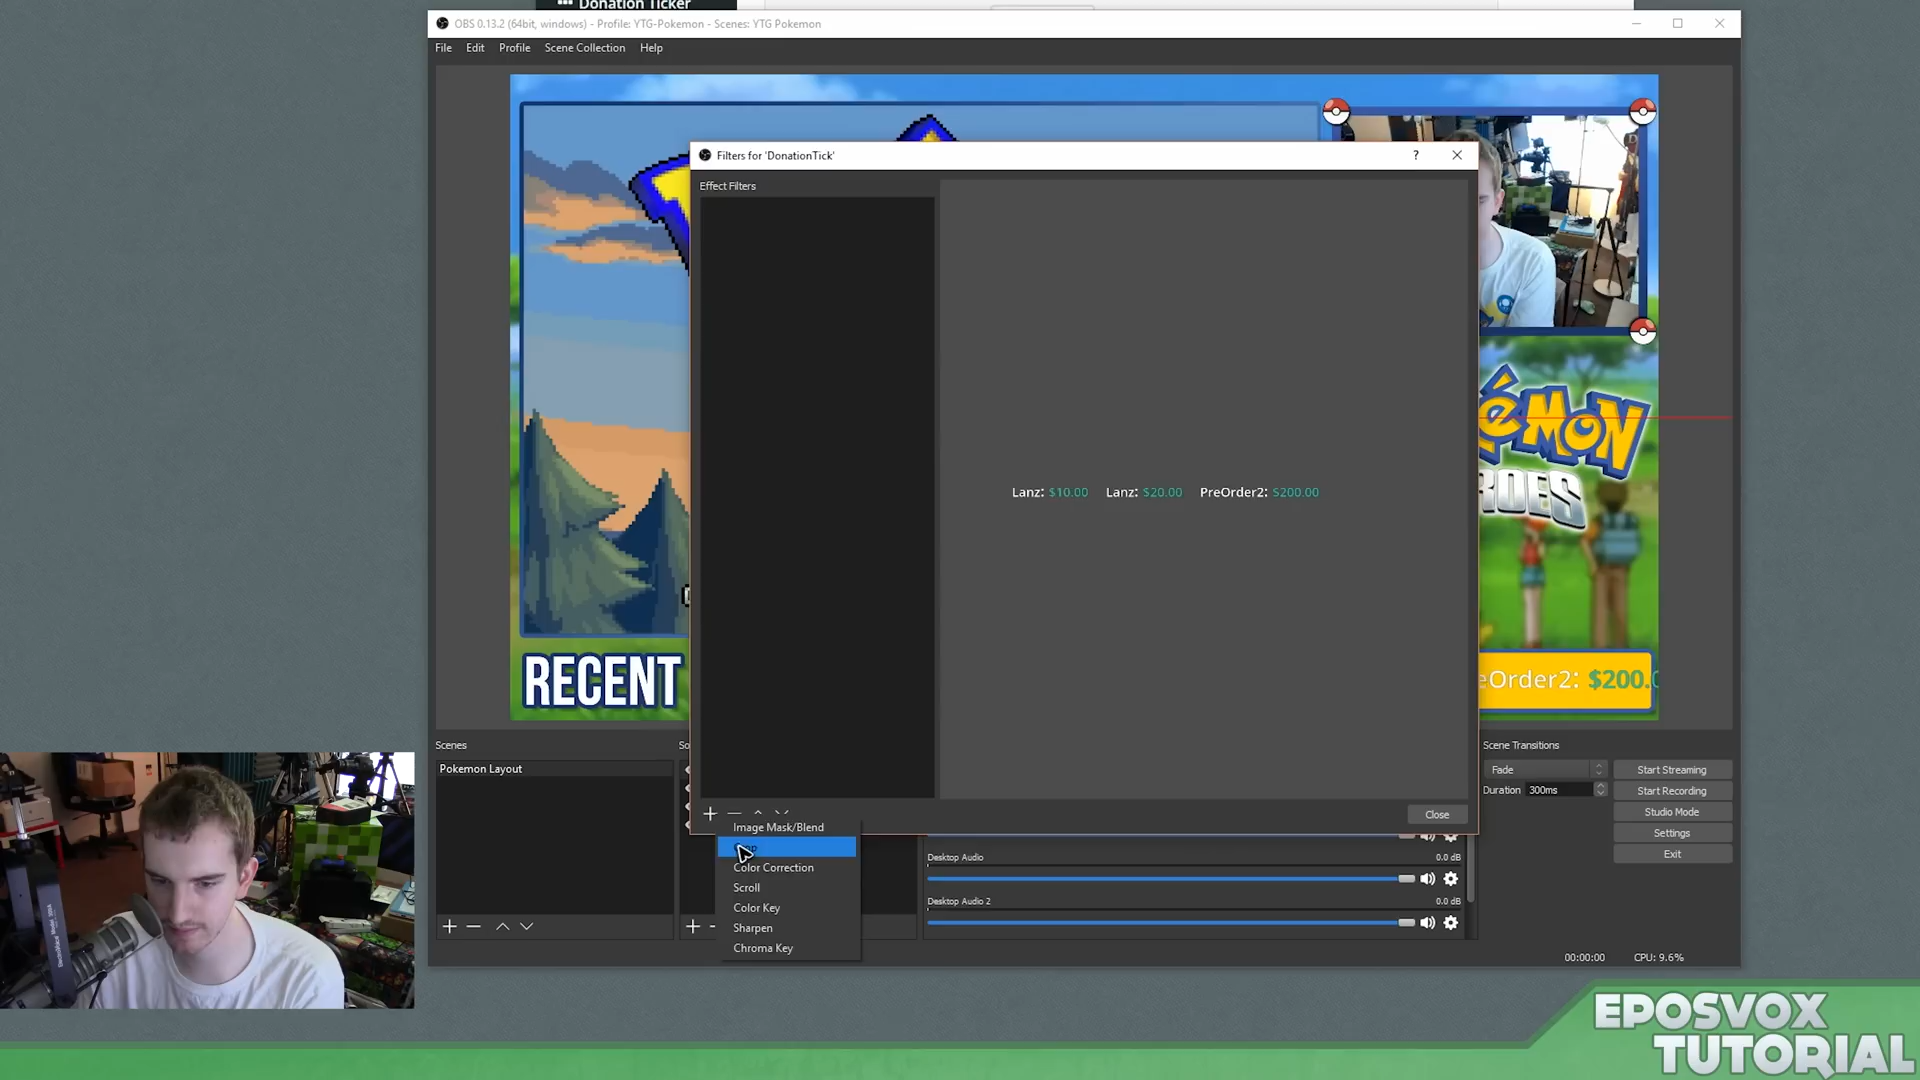 Donation Ticker
OBS 0.13.2 (64bit, windows) - Profile: YTG-Pokemon - Scenes: YTG Pokemon
File Edit Profile Scene Collection Help
Filters for 'DonationTick'
?
Effect Filters
Lanz: $10.00 Lanz: $20.00 PreOrder2: $200.00
émon
RECENT
eOrder2: $200.0
Close
Image Mask/Blend
Color Correction
Scroll
Color Key
Sharpen
Chroma Key
Scenes
So
Pokemon Layout
Desktop Audio 0.0 dB
Desktop Audio 2 0.0 dB
Scene Transitions
Fade
Duration 300ms
Start Streaming
Start Recording
Studio Mode
Settings
Exit
00:00:00 CPU: 9.6%
EPOSVOX
TUTORIAL